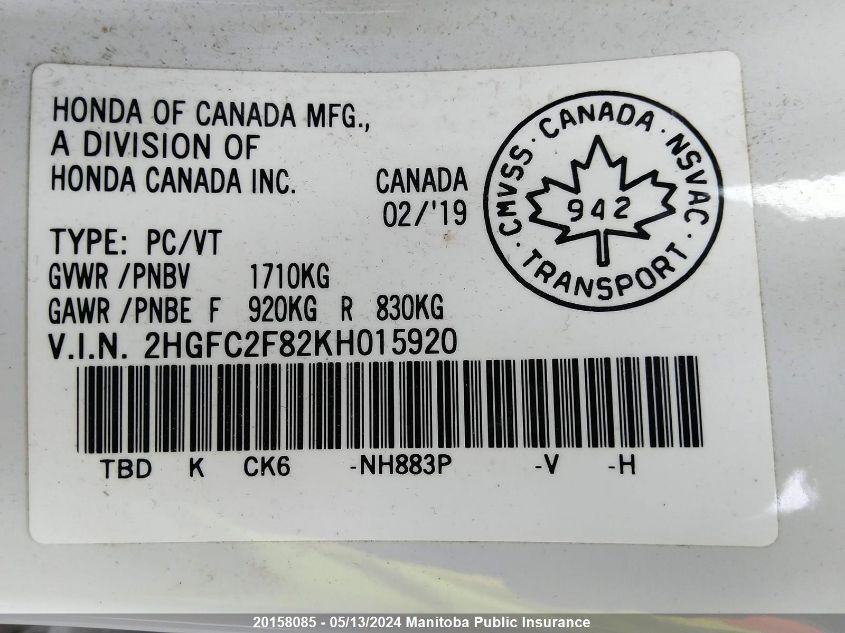 HONDA OF CANADA MFG.,
A DIVISION OF
HONDA CANADA INC.
CANADA
02/'19
CMVSS · CANADA · NSVAC · TRANSPORT ·
942
TYPE: PC/VT
GVWR /PNBV 1710KG
GAWR /PNBE F 920KG R 830KG
V.I.N. 2HGFC2F82KH015920
TBD K CK6 -NH883P -V -H
20158085 - 05/13/2024 Manitoba Public Insurance